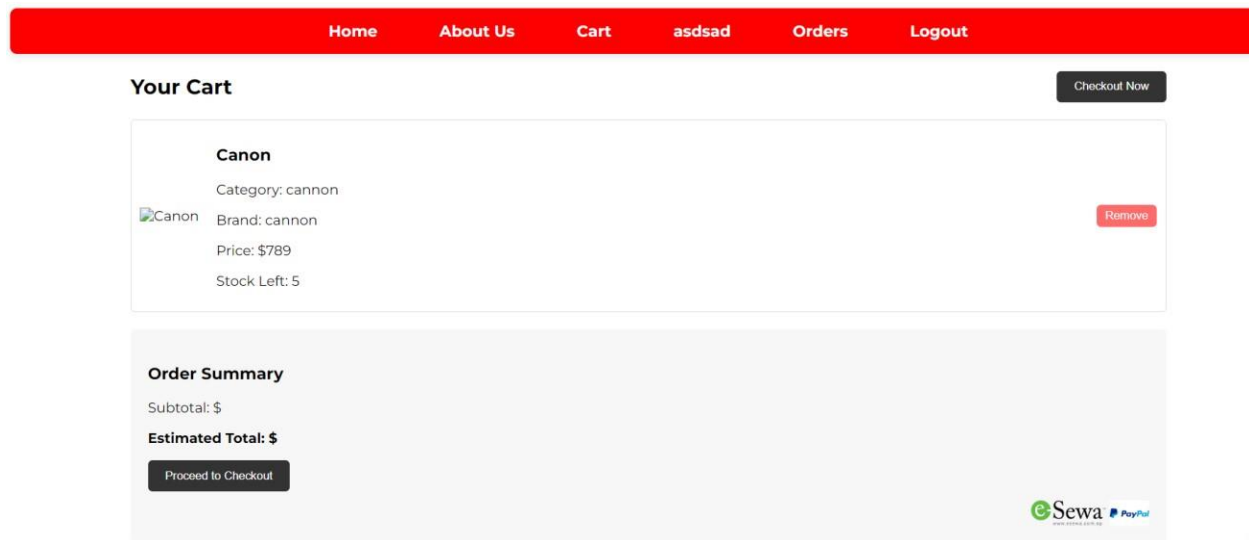 Home About Us Cart asdsad Orders Logout
Your Cart
Checkout Now
Canon
Category: cannon
Canon
Brand: cannon
Remove
Price: $789
Stock Left: 5
Order Summary
Subtotal: $
Estimated Total: $
Proceed to Checkout
eSewa
PayPal